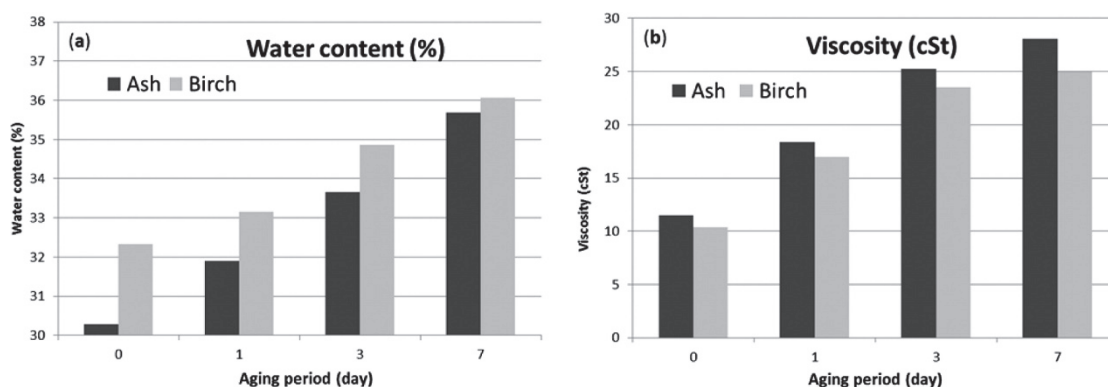 (a)
Water content (%)
Ash Birch
Water content (%)
38
37
36
35
34
33
32
31
30
0 1 3 7
Aging period (day)
(b)
Viscosity (cSt)
Ash Birch
Viscosity (cSt)
30
25
20
15
10
5
0
0 1 3 7
Aging period (day)